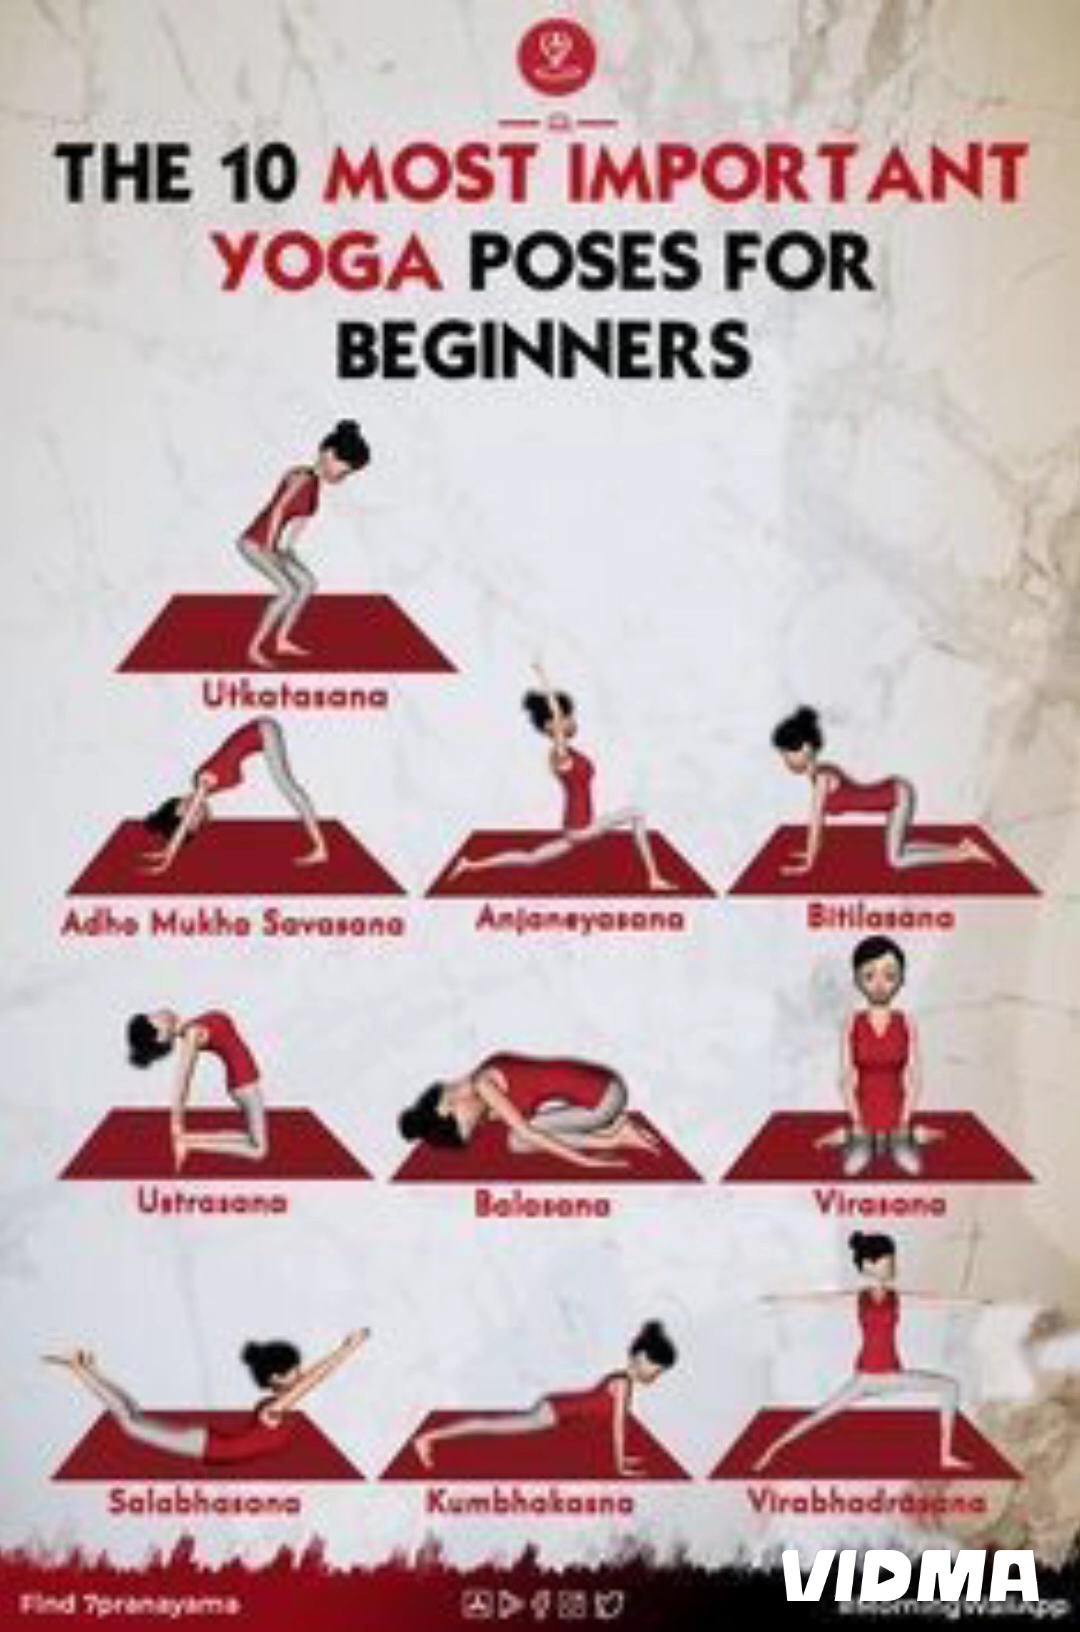 THE 10 MOST IMPORTANT
YOGA POSES FOR
BEGINNERS
Utkatasana
Adho Mukha Savasana
Anjaneyasana
Bitilasana
Ustrasana
Balasana
Virasana
Salabhasana
Kumbhakasna
Virabhadrasana
Find 7pranayama
VIDMA